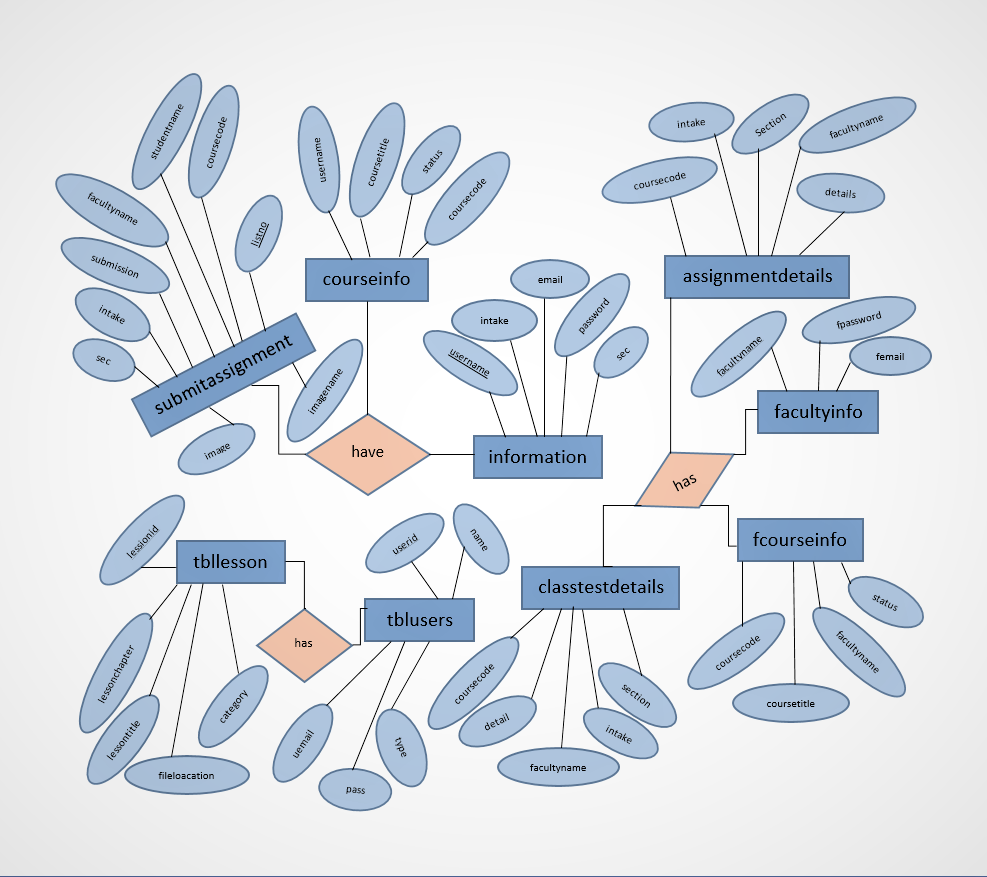 studentname
coursecode
facultyname
submission
intake
sec
listno
submitassignment
imagename
image
username
coursetitle
status
coursecode
courseinfo
have
username
intake
email
password
sec
information
coursecode
intake
Section
facultyname
details
assignmentdetails
facultyname
fpassword
femail
facultyinfo
has
lessionid
tbllesson
lessonchapter
lessontitle
fileloacation
category
has
userid
name
tblusers
uemail
pass
type
classtestdetails
coursecode
detail
facultyname
intake
section
fcourseinfo
coursecode
coursetitle
facultyname
status